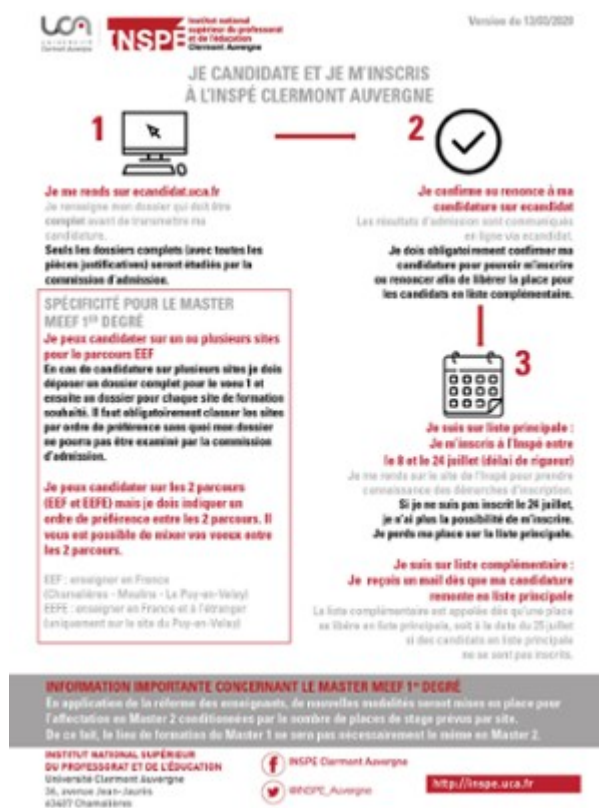 UCA
UNIVERSITÉ
Clermont Auvergne
INSPÉ
Institut national
supérieur du professorat
et de l'éducation
Clermont Auvergne
Version du 13/03/2020
JE CANDIDATE ET JE M'INSCRIS
À L'INSPÉ CLERMONT AUVERGNE
1
Je me rends sur ecandidat.uca.fr
Je renseigne mon dossier qui doit être
complet avant de transmettre ma
candidature.
Seuls les dossiers complets (avec toutes les
pièces justificatives) seront étudiés par la
commission d'admission.
SPÉCIFICITÉ POUR LE MASTER
MEEF 1ER DEGRÉ
Je peux candidater sur un ou plusieurs sites
pour le parcours EEF
En cas de candidature sur plusieurs sites je dois
déposer un dossier complet pour le voeu 1 et
ensuite un dossier pour chaque site de formation
souhaité. Il faut obligatoirement classer les sites
par ordre de préférence sans quoi mon dossier
ne pourra pas être examiné par la commission
d'admission.
Je peux candidater sur les 2 parcours
(EEF et EEFE) mais je dois indiquer un
ordre de préférence entre les 2 parcours. Il
vous est possible de mixer vos voeux entre
les 2 parcours.
EEF : enseigner en France
(Chamalières - Moulins - Le Puy-en-Velay)
EEFE : enseigner en France et à l'étranger
(uniquement sur le site du Puy-en-Velay)
2
Je confirme ou renonce à ma
candidature sur ecandidat
Les résultats d'admission sont communiqués
en ligne via ecandidat.
Je dois obligatoirement confirmer ma
candidature pour pouvoir m'inscrire
ou renoncer afin de libérer la place pour
les candidats en liste complémentaire.
3
Je suis sur liste principale :
Je m'inscris à l'Inspé entre
le 8 et le 24 juillet (délai de rigueur)
Je me rends sur le site de l'Inspé pour prendre
connaissance des démarches d'inscription.
Si je ne suis pas inscrit le 24 juillet,
je n'ai plus la possibilité de m'inscrire.
Je perds ma place sur la liste principale.
Je suis sur liste complémentaire :
Je reçois un mail dès que ma candidature
remonte en liste principale
La liste complémentaire est appelée dès qu'une place
se libère en liste principale, soit à la date du 25 juillet
si des candidats en liste principale
ne se sont pas inscrits.
INFORMATION IMPORTANTE CONCERNANT LE MASTER MEEF 1er DEGRÉ
En application de la réforme des enseignants, de nouvelles modalités seront mises en place pour
l'affectation en Master 2 conditionnées par le nombre de places de stage prévus par site.
De ce fait, le lieu de formation du Master 1 ne sera pas nécessairement le même en Master 2.
INSTITUT NATIONAL SUPÉRIEUR
DU PROFESSORAT ET DE L'ÉDUCATION
Université Clermont Auvergne
36, avenue Jean-Jaurès
63407 Chamalières
INSPÉ Clermont Auvergne
@INSPE_Auvergne
http://inspe.uca.fr